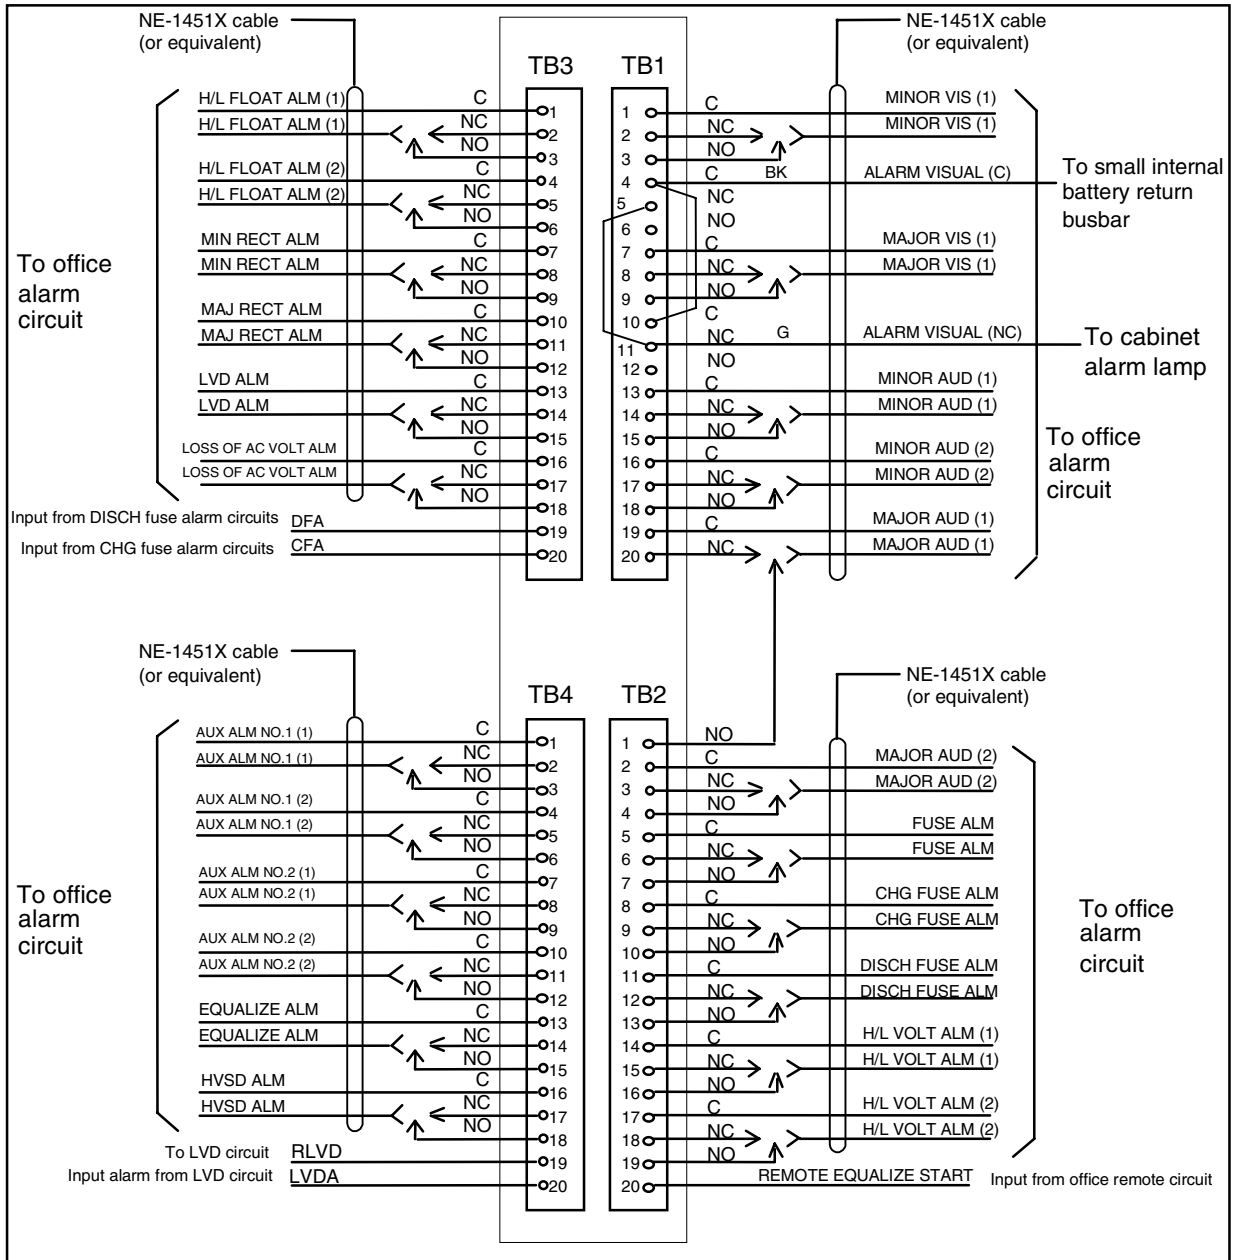 NE-1451X cable
(or equivalent)
NE-1451X cable
(or equivalent)
TB3
TB1
To office
alarm
circuit
H/L FLOAT ALM (1)
C
1
H/L FLOAT ALM (1)
NC
2
NO
3
H/L FLOAT ALM (2)
C
4
H/L FLOAT ALM (2)
NC
5
NO
6
MIN RECT ALM
C
7
MIN RECT ALM
NC
8
NO
9
MAJ RECT ALM
C
10
MAJ RECT ALM
NC
11
NO
12
LVD ALM
C
13
LVD ALM
NC
14
NO
15
LOSS OF AC VOLT ALM
C
16
LOSS OF AC VOLT ALM
NC
17
NO
18
Input from DISCH fuse alarm circuits
DFA
19
Input from CHG fuse alarm circuits
CFA
20
1
C
MINOR VIS (1)
2
NC
MINOR VIS (1)
3
NO
4
C
BK
ALARM VISUAL (C)
To small internal
battery return
busbar
5
NC
6
NO
7
C
MAJOR VIS (1)
8
NC
MAJOR VIS (1)
9
NO
10
C
11
NC
G
ALARM VISUAL (NC)
To cabinet
alarm lamp
12
NO
13
C
MINOR AUD (1)
14
NC
MINOR AUD (1)
15
NO
16
C
MINOR AUD (2)
17
NC
MINOR AUD (2)
18
NO
19
C
MAJOR AUD (1)
20
NC
MAJOR AUD (1)
To office
alarm
circuit
NE-1451X cable
(or equivalent)
NE-1451X cable
(or equivalent)
TB4
TB2
To office
alarm
circuit
AUX ALM NO.1 (1)
C
1
AUX ALM NO.1 (1)
NC
2
NO
3
AUX ALM NO.1 (2)
C
4
AUX ALM NO.1 (2)
NC
5
NO
6
AUX ALM NO.2 (1)
C
7
AUX ALM NO.2 (1)
NC
8
NO
9
AUX ALM NO.2 (2)
C
10
AUX ALM NO.2 (2)
NC
11
NO
12
EQUALIZE ALM
C
13
EQUALIZE ALM
NC
14
NO
15
HVSD ALM
C
16
HVSD ALM
NC
17
NO
18
To LVD circuit
RLVD
19
Input alarm from LVD circuit
LVDA
20
1
NO
2
C
MAJOR AUD (2)
3
NC
MAJOR AUD (2)
4
NO
5
C
FUSE ALM
6
NC
FUSE ALM
7
NO
8
C
CHG FUSE ALM
9
NC
CHG FUSE ALM
10
NO
11
C
DISCH FUSE ALM
12
NC
DISCH FUSE ALM
13
NO
14
C
H/L VOLT ALM (1)
15
NC
H/L VOLT ALM (1)
16
NO
17
C
H/L VOLT ALM (2)
18
NC
H/L VOLT ALM (2)
19
NO
20
REMOTE EQUALIZE START
Input from office remote circuit
To office
alarm
circuit